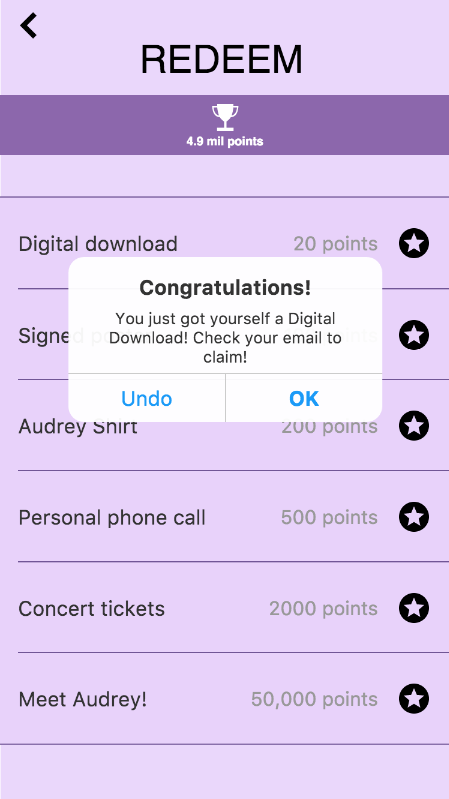 REDEEM
4.9 mil points
Digital download 20 points
Congratulations!
You just got yourself a Digital
Download! Check your email to
claim!
Undo OK
Signed
Audrey Shirt 200 points
Personal phone call 500 points
Concert tickets 2000 points
Meet Audrey! 50,000 points